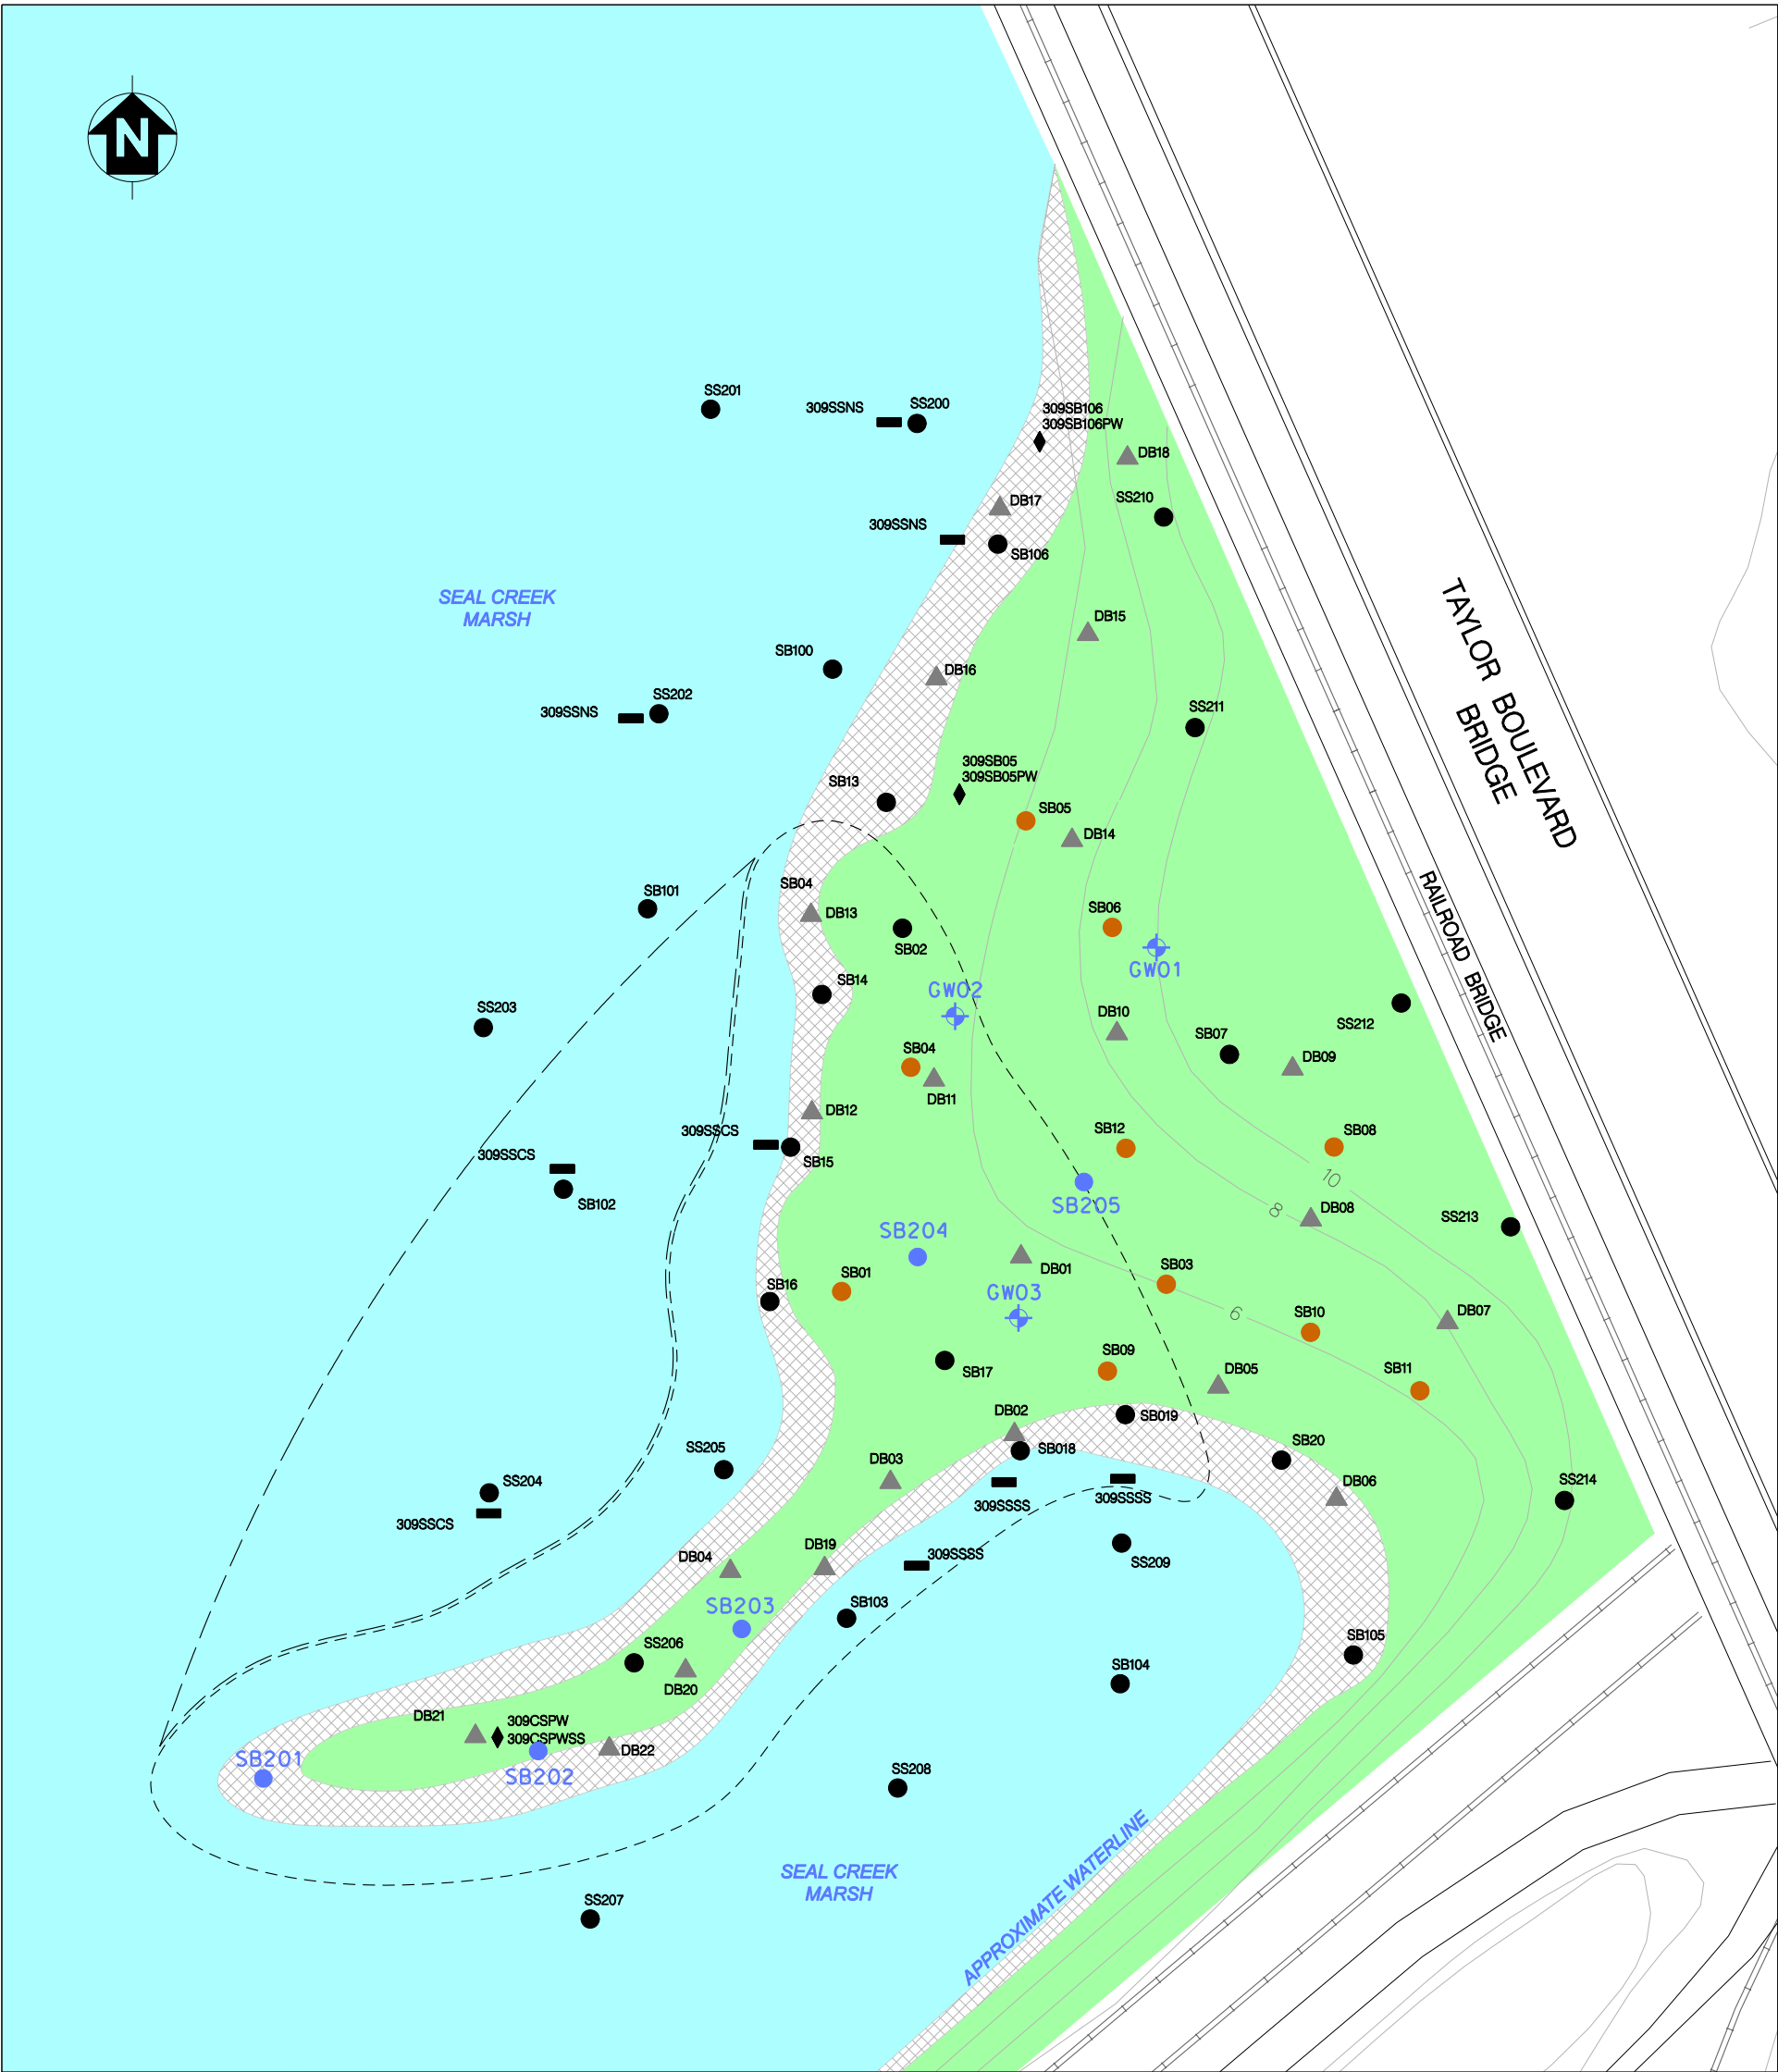 N
SS201
309SSNS
SS200
309SB106
309SB106PW
DB18
DB17
SS210
309SSNS
SB106
SEAL CREEK
MARSH
TAYLOR BOULEVARD
BRIDGE
DB15
SB100
DB16
SS202
309SSNS
SS211
309SB05
309SB05PW
SB13
SB05
DB14
SB04
SB101
DB13
SB02
SB06
GW01
RAILROAD BRIDGE
SB14
GW02
SS203
DB10
SB07
SS212
DB09
SB04
DB11
DB12
309SSCS
SB15
SB12
SB08
309SSCS
SB102
10
SB205
8
DB08
SS213
SB204
DB01
SB03
SB01
SB16
GW03
6
SB10
DB07
SB09
SB17
DB05
SB11
DB02
SB019
SB018
SS205
SB20
DB03
SS204
DB06
SS214
309SSSS
309SSSS
309SSCS
DB04
DB19
309SSSS
SS209
SB203
SB103
SS206
SB105
SB104
DB20
DB21
309CSPW
309CSPWSS
DB22
SB201
SB202
SS208
SEAL CREEK
MARSH
APPROXIMATE WATERLINE
SS207